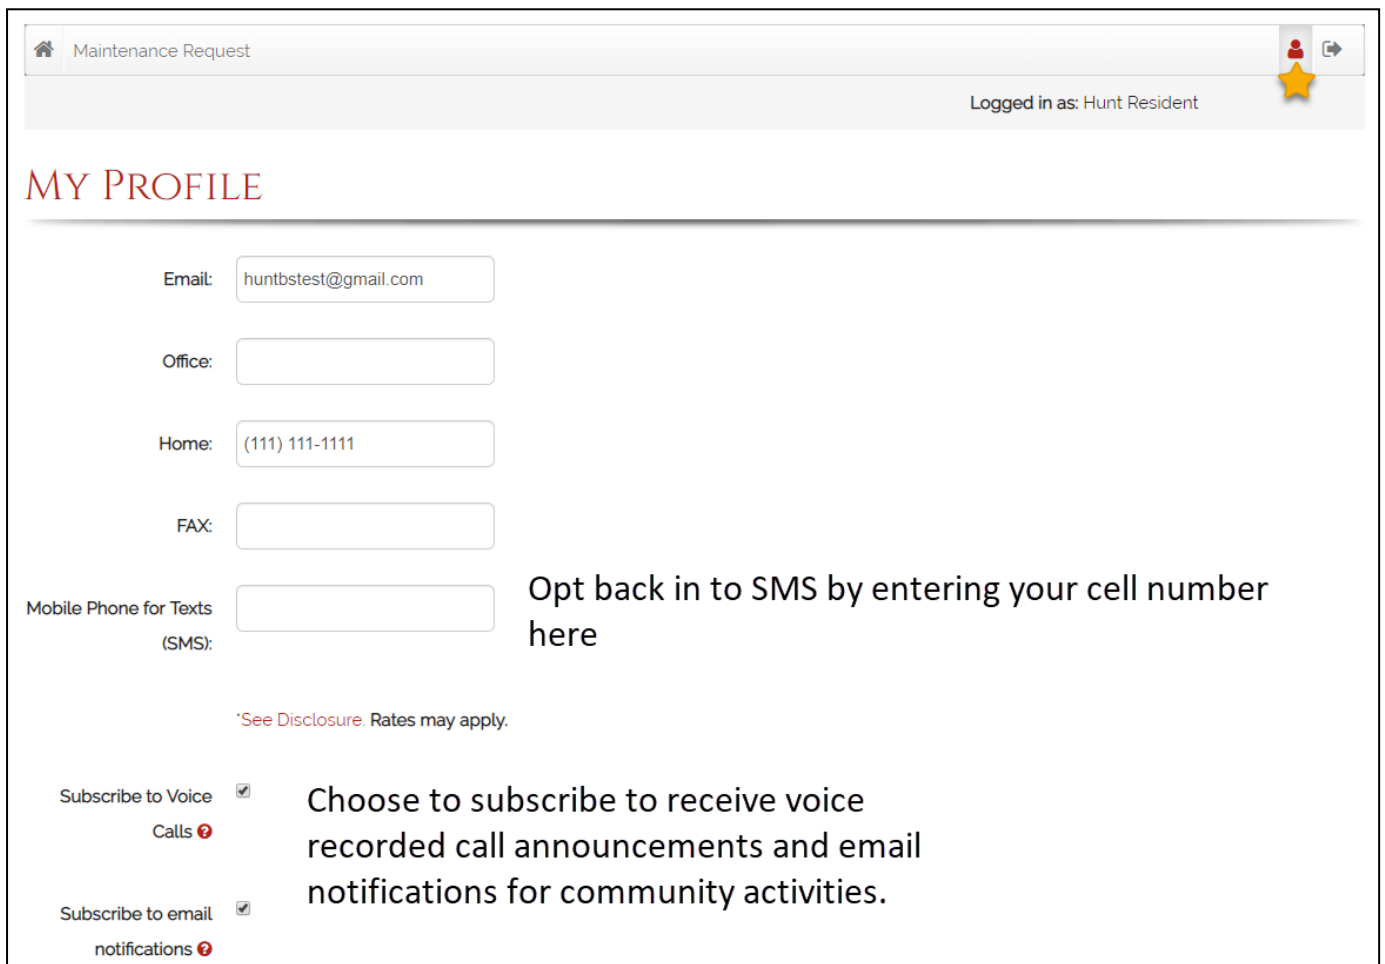 Maintenance Request
Logged in as: Hunt Resident
MY PROFILE
Email: huntbstest@gmail.com
Office:
Home: (111) 111-1111
FAX:
Mobile Phone for Texts
(SMS):
Opt back in to SMS by entering your cell number
here
*See Disclosure. Rates may apply.
Subscribe to Voice
Calls ?
Choose to subscribe to receive voice
recorded call announcements and email
notifications for community activities.
Subscribe to email
notifications ?